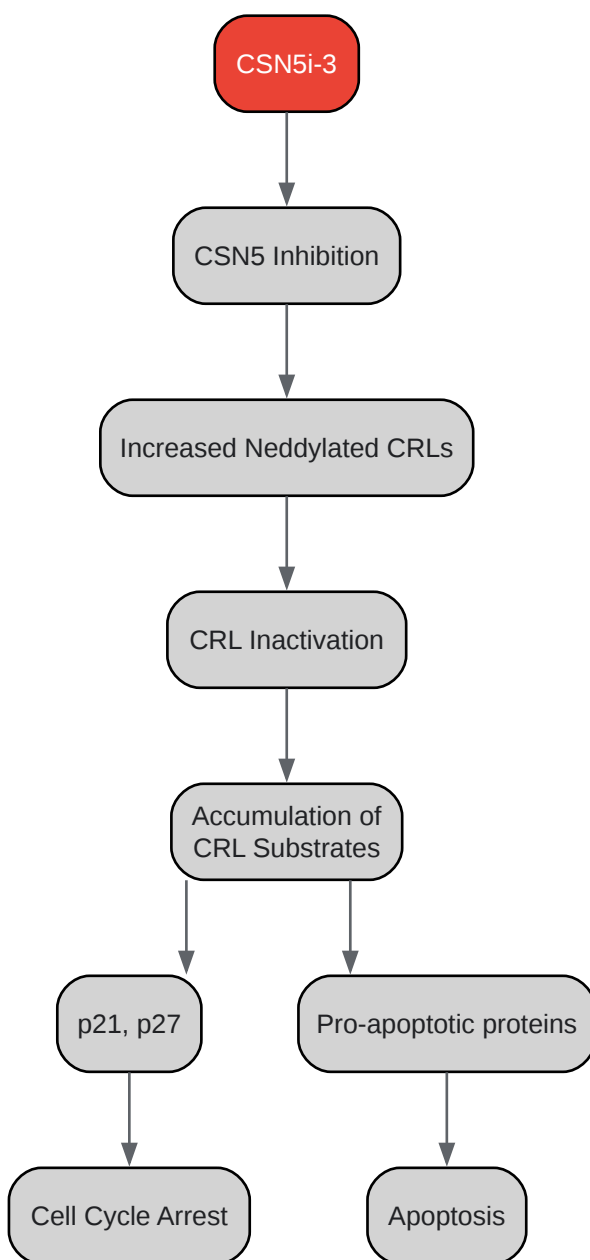 CSN5i-3
CSN5 Inhibition
Increased Neddylated CRLs
CRL Inactivation
Accumulation of
CRL Substrates
p21, p27
Pro-apoptotic proteins
Cell Cycle Arrest
Apoptosis